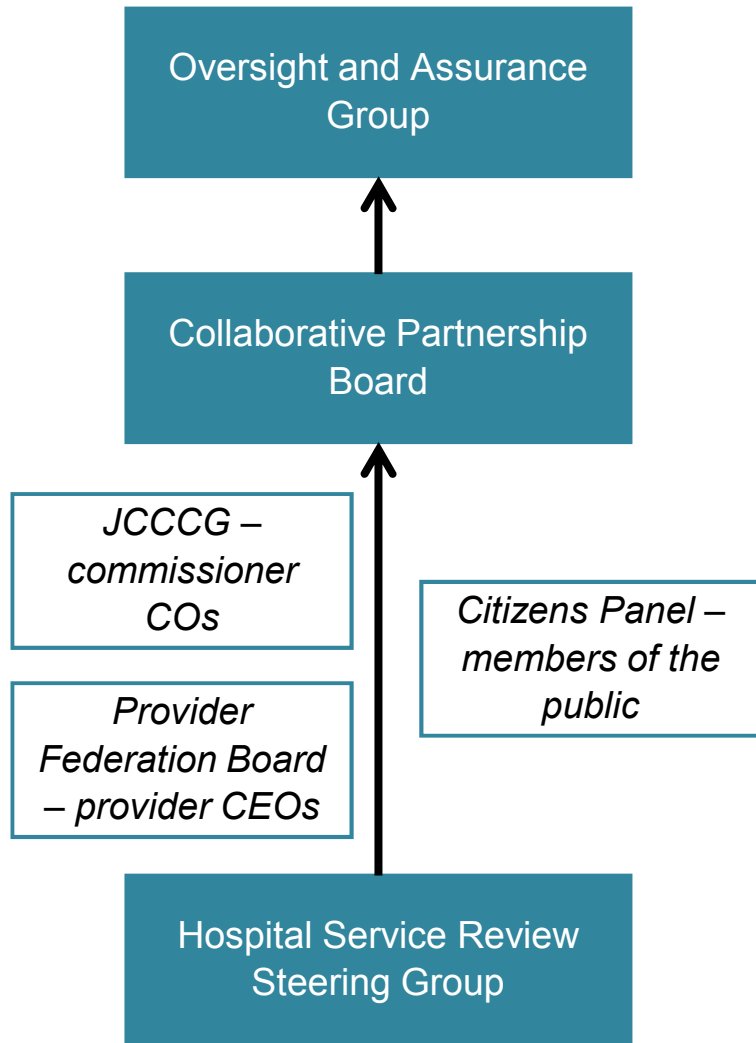 Oversight and Assurance
Group
Collaborative Partnership
Board
JCCCG –
commissioner
COs
Citizens Panel –
members of the
public
Provider
Federation Board
– provider CEOs
Hospital Service Review
Steering Group